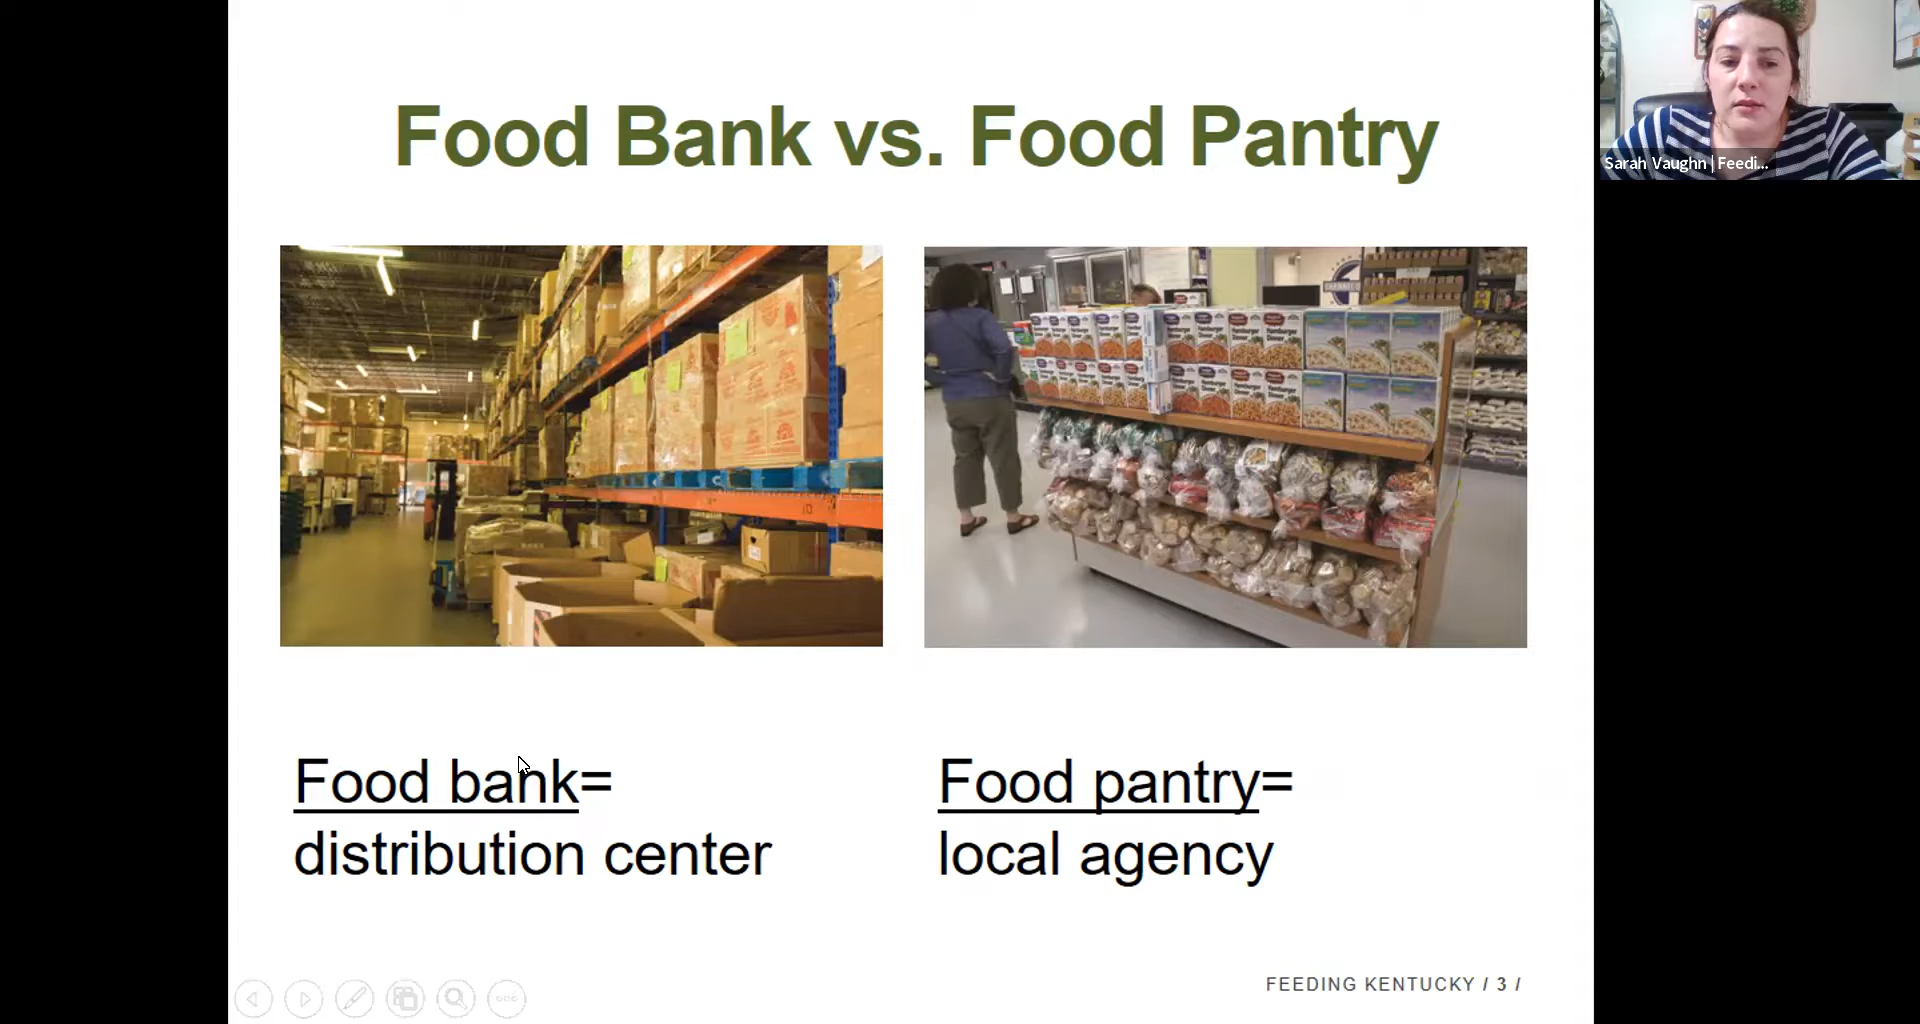 Food Bank vs. Food Pantry
Sarah Vaughn | Feedi...
Food bank=
distribution center
Food pantry=
local agency
FEEDING KENTUCKY / 3 /